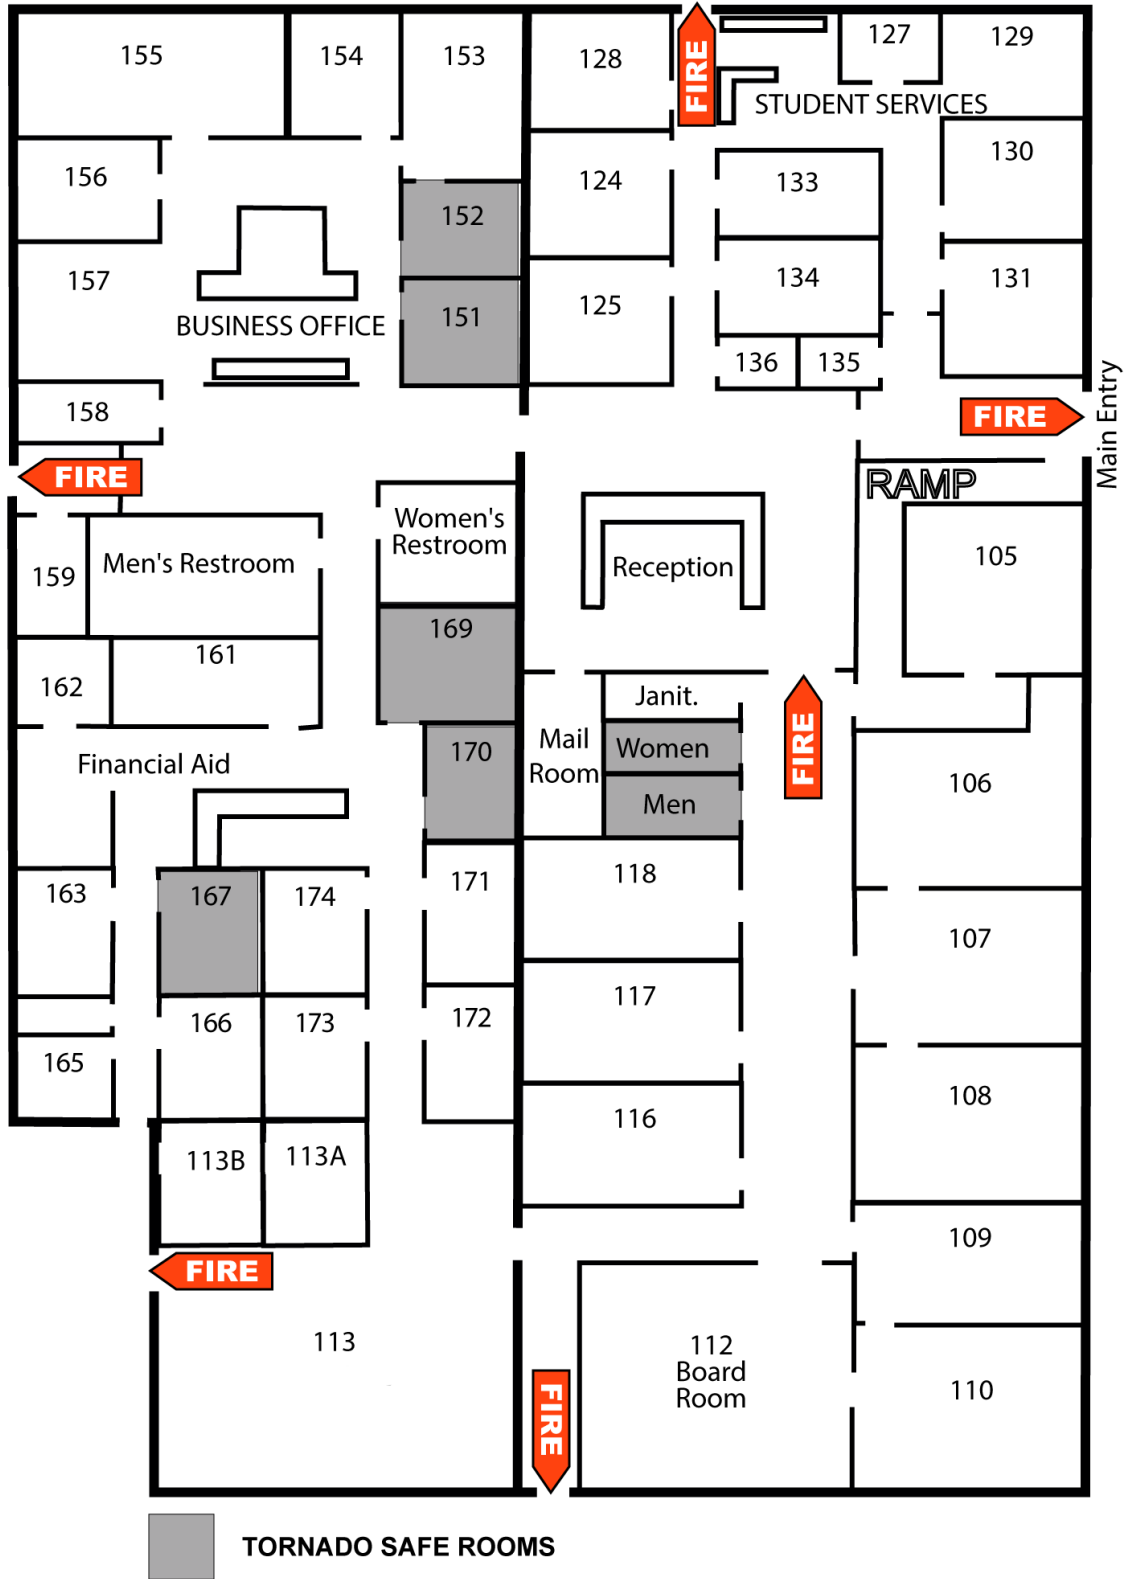 155
154
153
128
FIRE
127
129
STUDENT SERVICES
156
152
124
133
130
157
151
125
134
131
BUSINESS OFFICE
136
135
158
FIRE
Main Entry
FIRE
RAMP
Women's
Restroom
159
Men's Restroom
Reception
105
169
161
162
Janit.
Financial Aid
170
Mail
Room
Women
Men
FIRE
106
163
167
174
171
118
107
166
173
172
117
165
108
116
113B
113A
109
FIRE
113
112
Board
Room
110
FIRE
TORNADO SAFE ROOMS